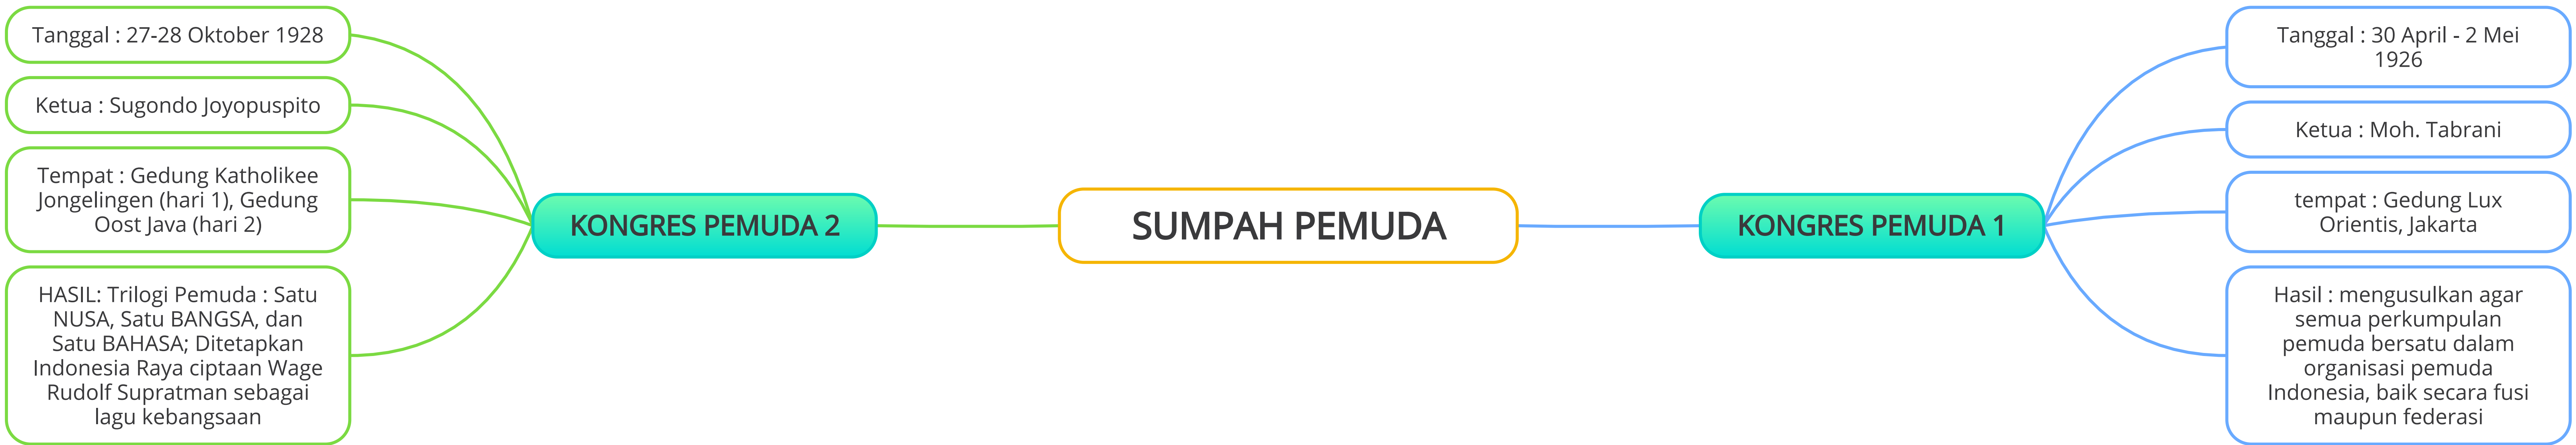 Tanggal : 27-28 Oktober 1928
Ketua : Sugondo Joyopuspito
Tempat : Gedung Katholikee
Jongelingen (hari 1), Gedung
Oost Java (hari 2)
HASIL: Trilogi Pemuda : Satu
NUSA, Satu BANGSA, dan
Satu BAHASA; Ditetapkan
Indonesia Raya ciptaan Wage
Rudolf Supratman sebagai
lagu kebangsaan
KONGRES PEMUDA 2
SUMPAH PEMUDA
KONGRES PEMUDA 1
Tanggal : 30 April - 2 Mei
1926
Ketua : Moh. Tabrani
tempat : Gedung Lux
Orientis, Jakarta
Hasil : mengusulkan agar
semua perkumpulan
pemuda bersatu dalam
organisasi pemuda
Indonesia, baik secara fusi
maupun federasi